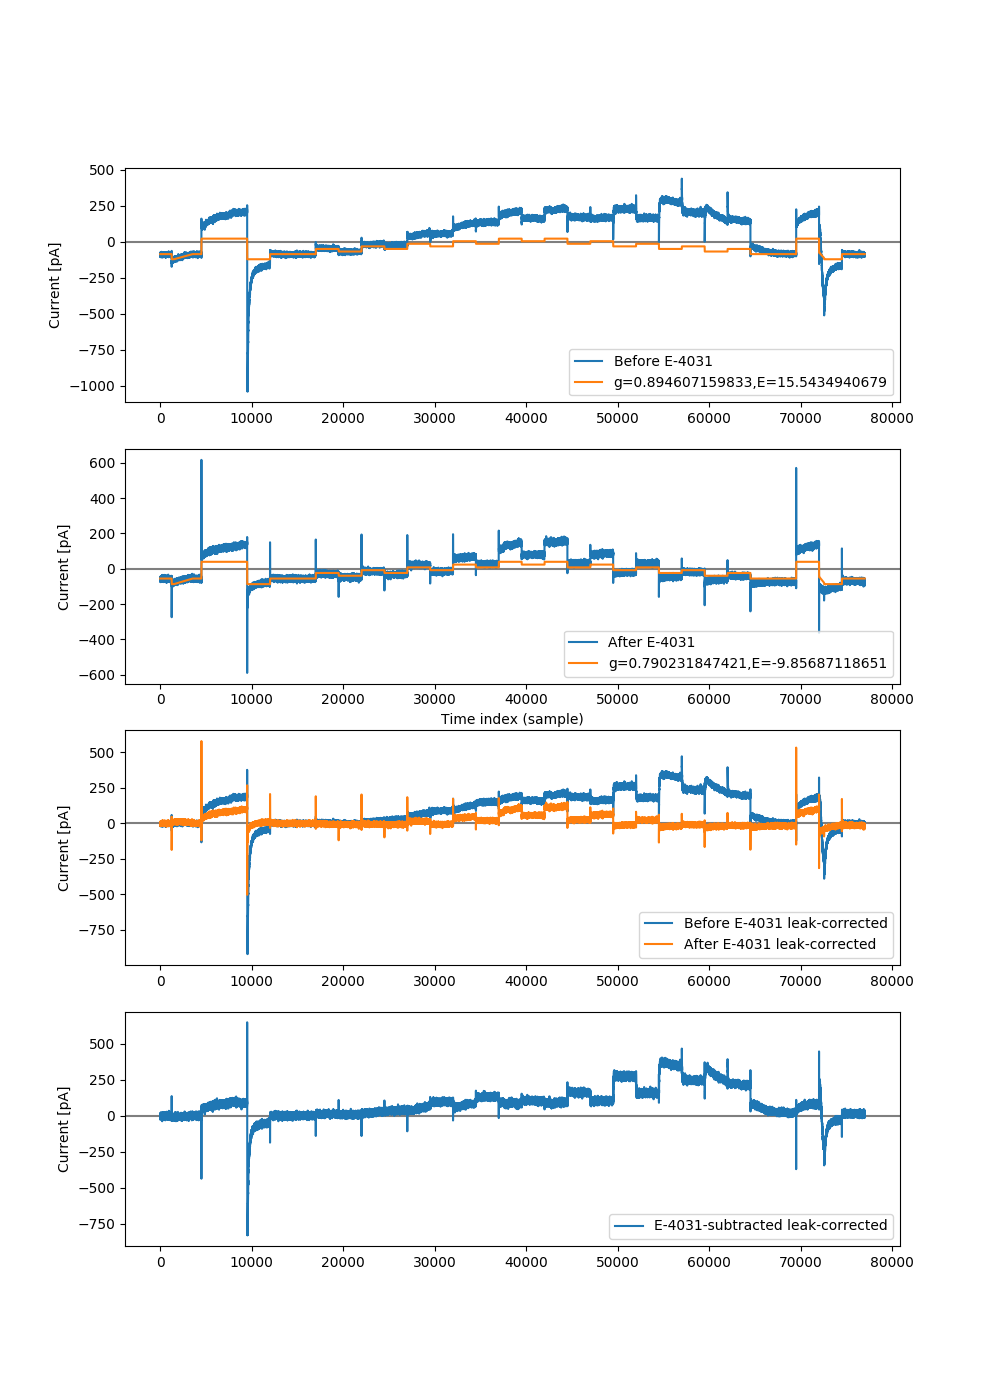 500
250
0
−250
−500
−750
−1000
Current [pA]
Before E-4031
g=0.894607159833,E=15.5434940679
0 10000 20000 30000 40000 50000 60000 70000 80000
600
400
200
0
−200
−400
−600
Current [pA]
After E-4031
g=0.790231847421,E=-9.85687118651
0 10000 20000 30000 40000 50000 60000 70000 80000
Time index (sample)
500
250
0
−250
−500
−750
Current [pA]
Before E-4031 leak-corrected
After E-4031 leak-corrected
0 10000 20000 30000 40000 50000 60000 70000 80000
500
250
0
−250
−500
−750
Current [pA]
E-4031-subtracted leak-corrected
0 10000 20000 30000 40000 50000 60000 70000 80000